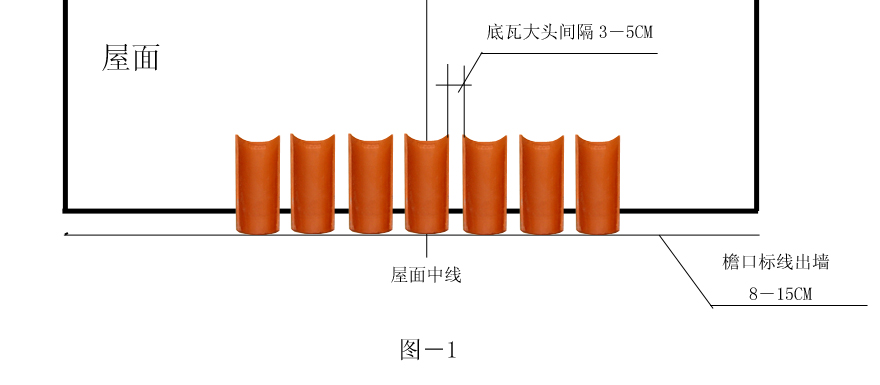 底瓦大头间隔3－5CM
屋面
檐口标线出墙
8－15CM
屋面中线
图－1